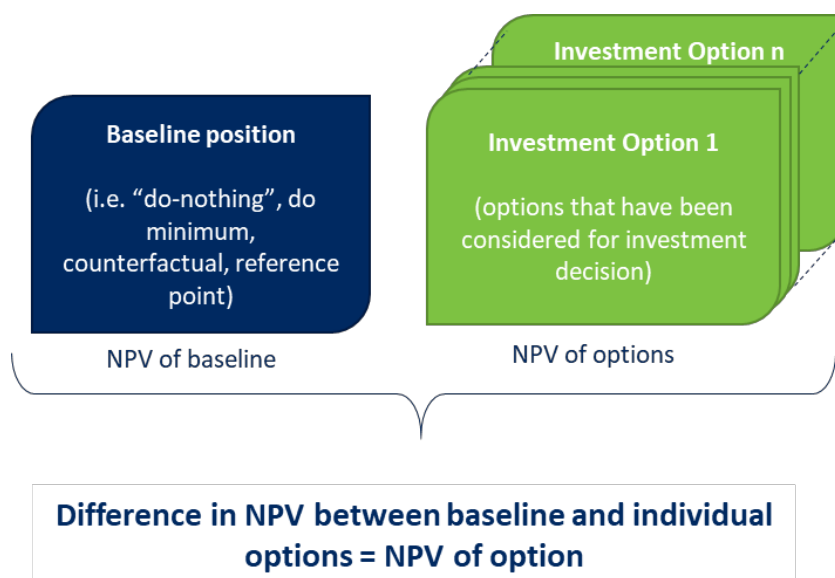 Baseline position
(i.e. “do-nothing”, do
minimum,
counterfactual, reference
point)
NPV of baseline
Investment Option n
Investment Option 1
(options that have been
considered for investment
decision)
NPV of options
Difference in NPV between baseline and individual
options = NPV of option